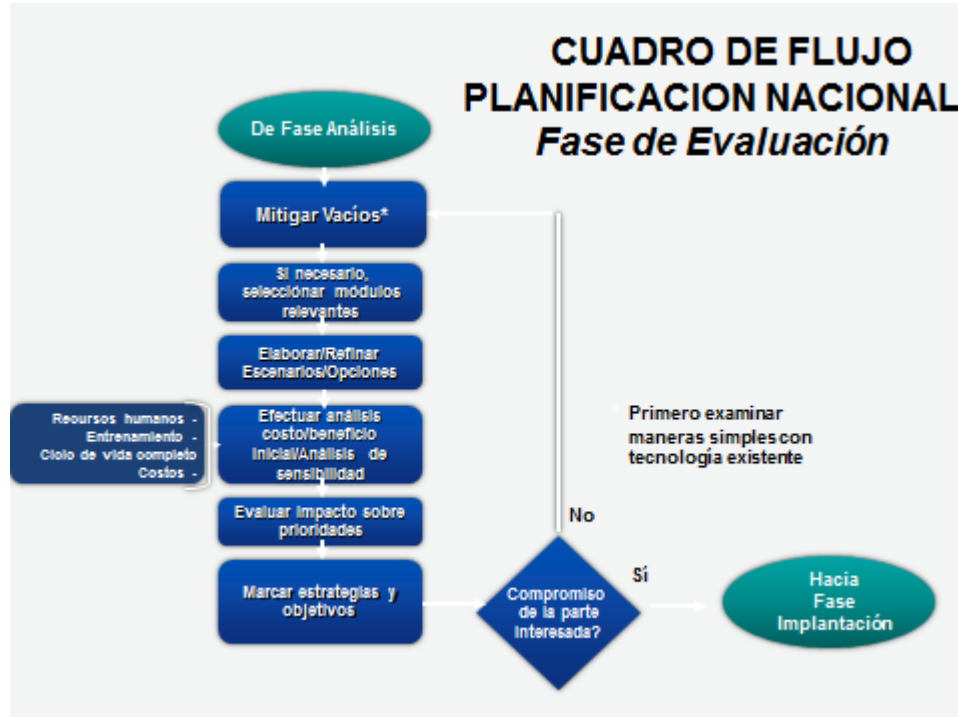 CUADRO DE FLUJO
PLANIFICACION NACIONAL
Fase de Evaluación
De Fase Análisis
Mitigar Vacíos*
Si necesario,
selecciónar módulos
relevantes
Elaborar/Refinar
Escenarios/Opciones
Recursos humanos -
Entrenamiento -
Ciclo de vida completo
Costos -
Efectuar análisis
costo/beneficio
Inicial/Análisis de
sensibilidad
Evaluar impacto sobre
prioridades
Marcar estrategias y
objetivos
Primero examinar
maneras simples con
tecnología existente
No
Compromiso
de la parte
interesada?
Sí
Hacia
Fase
Implantación